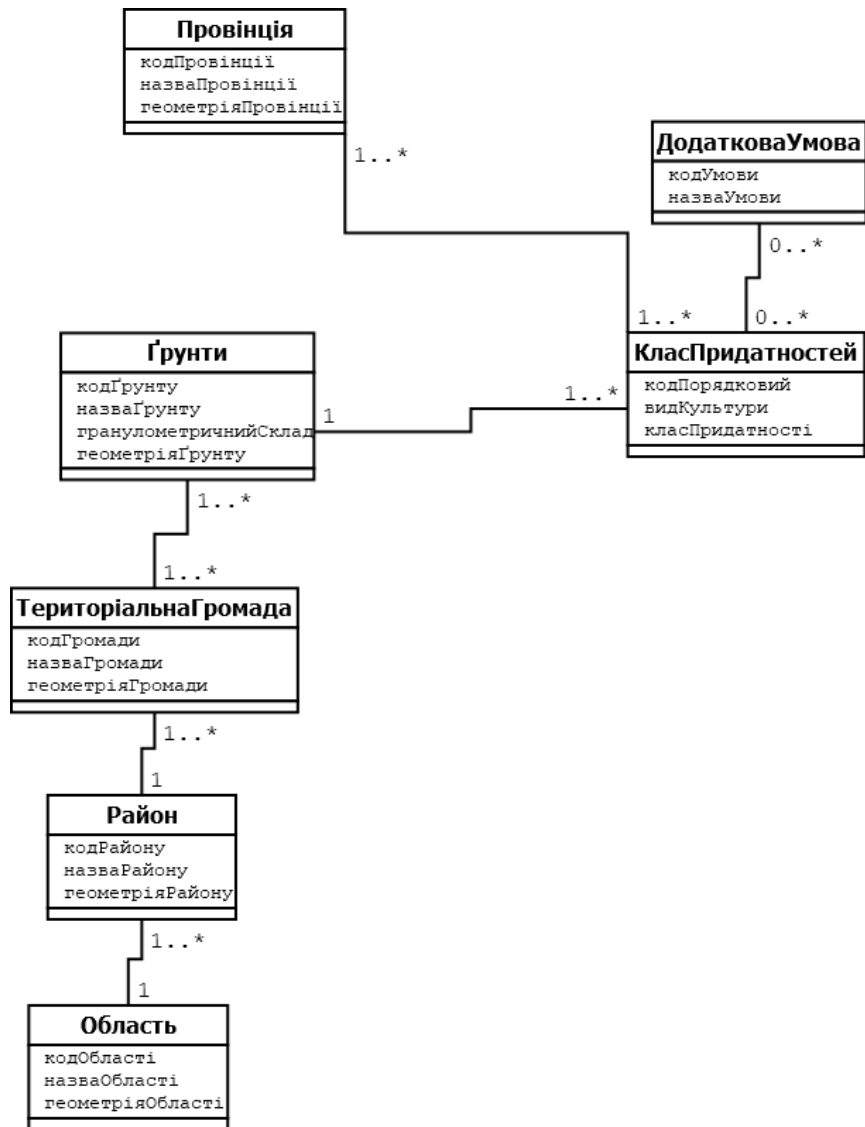 Провінція
кодПровінції
назваПровінції
геометріяПровінції
1..*
ДодатковаУмова
кодУмови
назваУмови
0..*
1..*
0..*
КласПридатностей
кодПорядковий
видКультури
класПридатності
1..*
Ґрунти
кодҐрунту
назваҐрунту
гранулометричнийСклад
геометріяҐрунту
1
1..*
1..*
ТериторіальнаГромада
кодГромади
назваГромади
геометріяГромади
1..*
1
Район
кодРайону
назваРайону
геометріяРайону
1..*
1
Область
кодОбласті
назваОбласті
геометріяОбласті